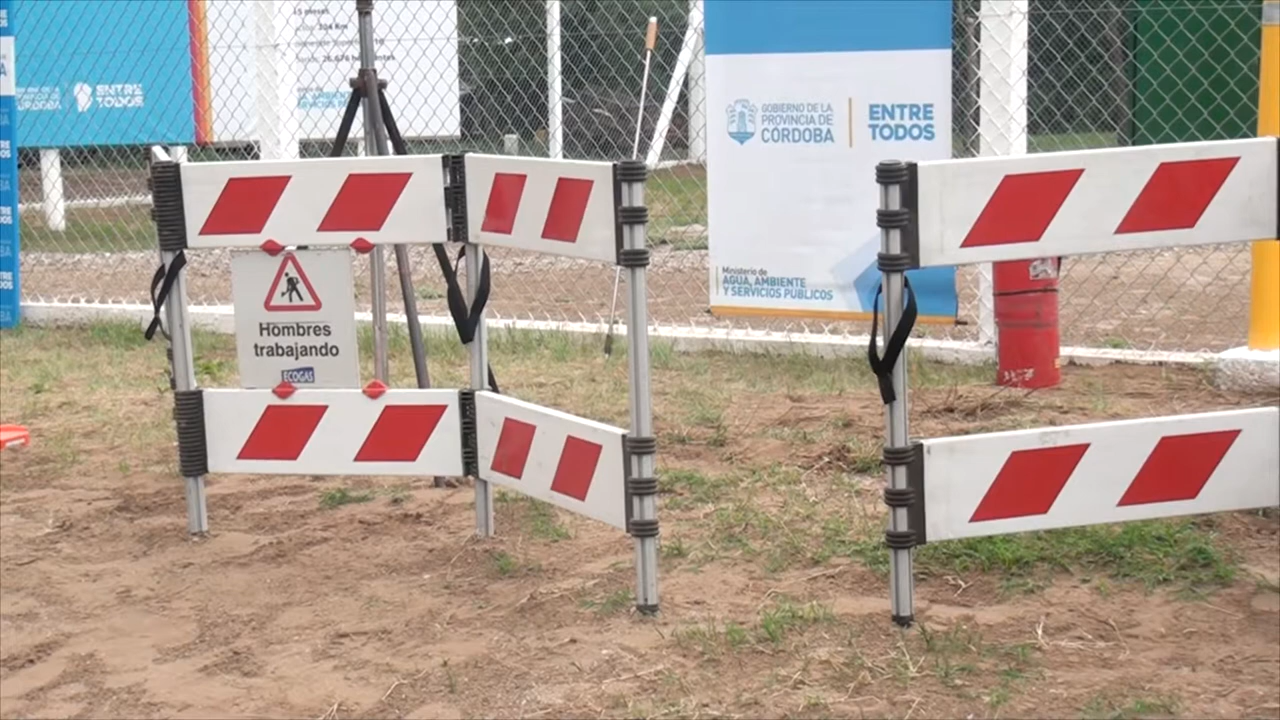 ENTRE
TODOS
CÓRDOBA
GOBIERNO DE LA
PROVINCIA DE
CÓRDOBA
ENTRE
TODOS
Ministerio de
AGUA, AMBIENTE
Y SERVICIOS PÚBLICOS
Hombres
trabajando
ECOGAS